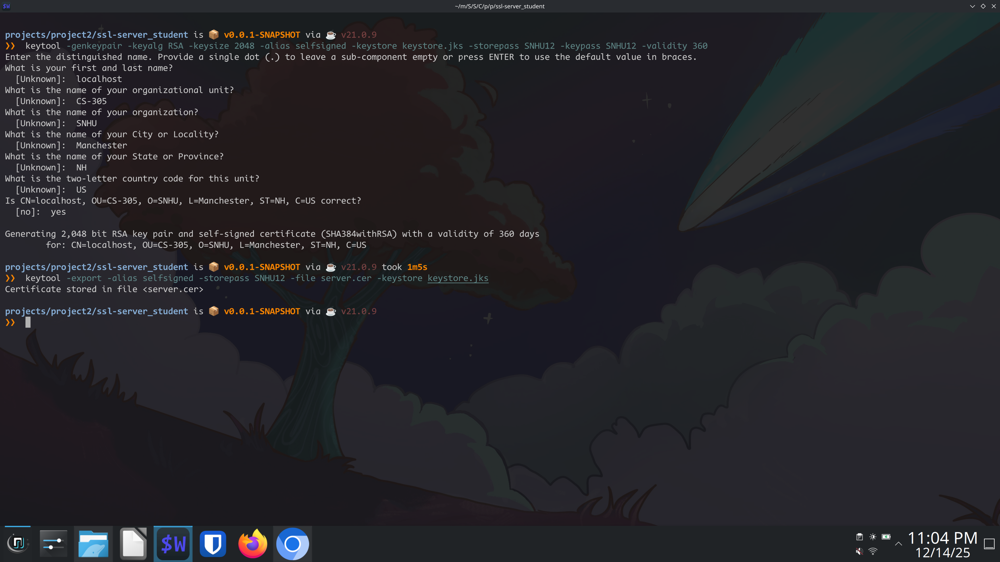 $W
~/m/S/S/C/p/p/ssl-server_student
projects/project2/ssl-server_student is 📦 v0.0.1-SNAPSHOT via ☕ v21.0.9
❯❯ keytool -genkeypair -keyalg RSA -keysize 2048 -alias selfsigned -keystore keystore.jks -storepass SNHU12 -keypass SNHU12 -validity 360
Enter the distinguished name. Provide a single dot (.) to leave a sub-component empty or press ENTER to use the default value in braces.
What is your first and last name?
[Unknown]: localhost
What is the name of your organizational unit?
[Unknown]: CS-305
What is the name of your organization?
[Unknown]: SNHU
What is the name of your City or Locality?
[Unknown]: Manchester
What is the name of your State or Province?
[Unknown]: NH
What is the two-letter country code for this unit?
[Unknown]: US
Is CN=localhost, OU=CS-305, O=SNHU, L=Manchester, ST=NH, C=US correct?
[no]: yes
Generating 2,048 bit RSA key pair and self-signed certificate (SHA384withRSA) with a validity of 360 days
for: CN=localhost, OU=CS-305, O=SNHU, L=Manchester, ST=NH, C=US
projects/project2/ssl-server_student is 📦 v0.0.1-SNAPSHOT via ☕ v21.0.9 took 1m5s
❯❯ keytool -export -alias selfsigned -storepass SNHU12 -file server.cer -keystore keystore.jks
Certificate stored in file <server.cer>
projects/project2/ssl-server_student is 📦 v0.0.1-SNAPSHOT via ☕ v21.0.9
❯❯
$W
11:04 PM
12/14/25